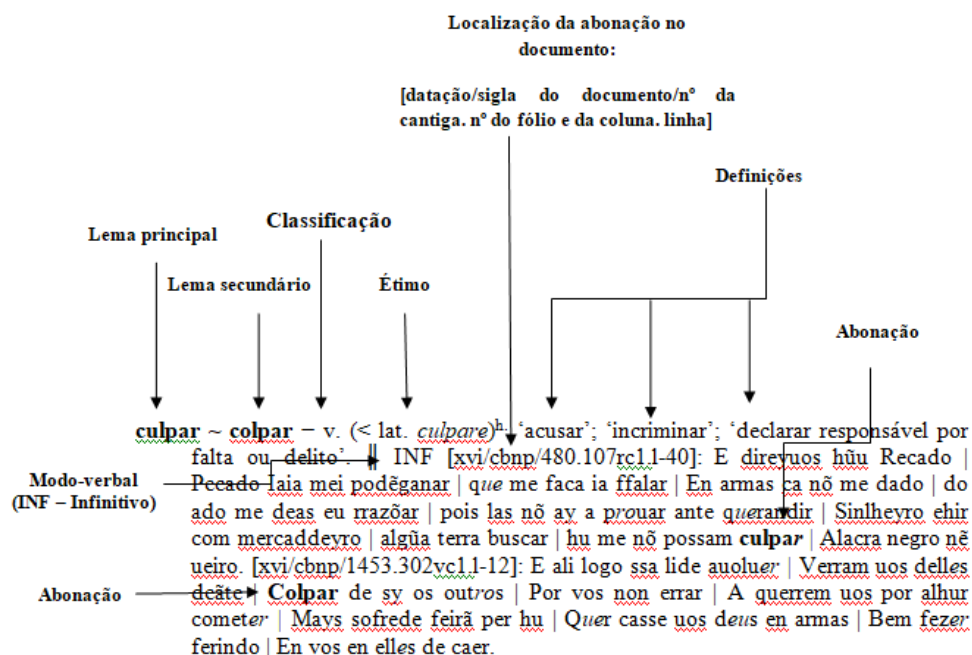 Localização da abonação no
documento:
[datação/sigla do documento/nº da
cantiga. nº do fólio e da coluna. linha]
Definições
Classificação
Lema principal
Lema secundário
Étimo
Abonação
culpar ~ colpar − v. (< lat. culpare)h. ‘acusar’; ‘incriminar’; ‘declarar responsável por
falta ou delito’. || INF [xvi/cbnp/480.107rc1.l-40]: E direyuos hũu Recado |
Pecado Iaia mei podẽganar | que me faca ia ffalar | En armas ca nõ me dado | do
ado me deas eu rrazõar | pois las nõ ay a prouar ante querandir | Sinlheyro ehir
com mercaddeyro | algũa terra buscar | hu me nõ possam culpar | Alacra negro nẽ
ueiro. [xvi/cbnp/1453.302vc1.l-12]: E ali logo ssa lide auoluer | Verram uos delles
deãte | Colpar de sy os outros | Por vos non errar | A querrem uos por alhur
cometer | Mays sofrede feirã per hu | Quer casse uos deus en armas | Bem fezer
ferindo | En vos en elles de caer.
Modo-verbal
(INF – Infinitivo)
Abonação